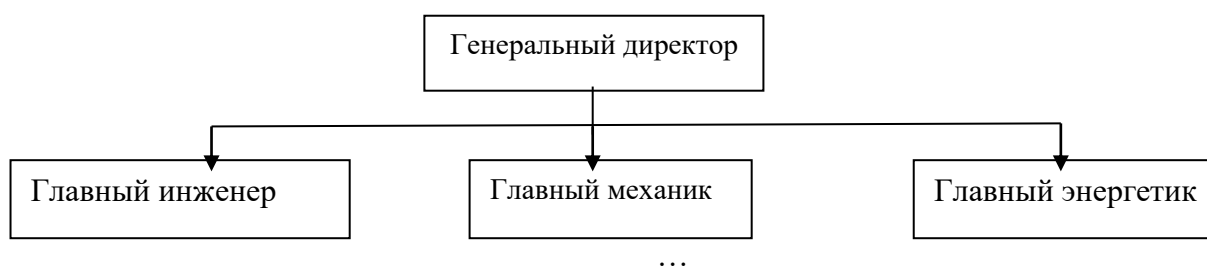 Генеральный директор
Главный инженер
Главный механик
Главный энергетик
…